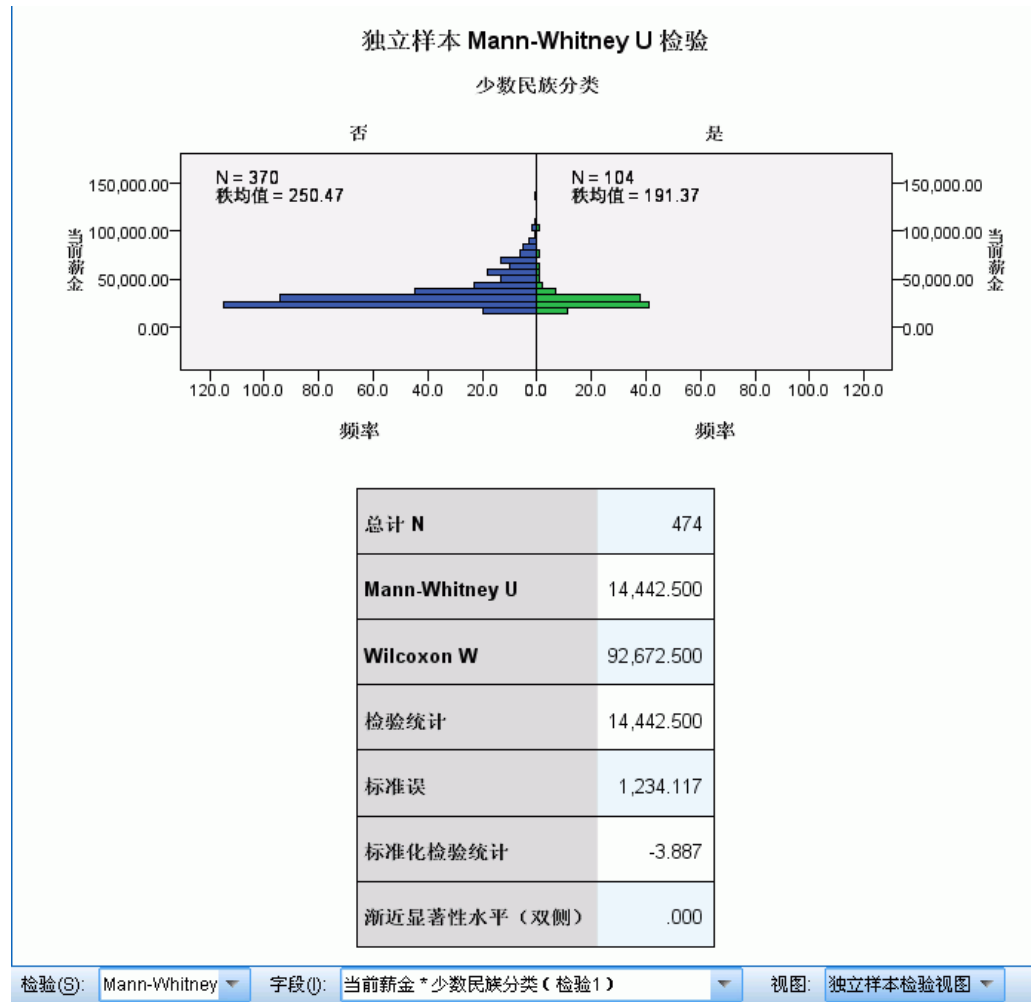 独立样本 Mann-Whitney U 检验
少数民族分类
否 是
N = 370
秩均值 = 250.47
N = 104
秩均值 = 191.37
150,000.00 150,000.00
100,000.00 100,000.00
50,000.00 50,000.00
0.00 0.00
当前薪金
当前薪金
120.0 100.0 80.0 60.0 40.0 20.0 0.0 20.0 40.0 60.0 80.0 100.0 120.0
频率 频率
总计 N 474
Mann-Whitney U 14,442.500
Wilcoxon W 92,672.500
检验统计 14,442.500
标准误 1,234.117
标准化检验统计 -3.887
渐近显著性水平（双侧） .000
检验(S): Mann-Whitney 字段(I): 当前薪金*少数民族分类(检验1) 视图: 独立样本检验视图